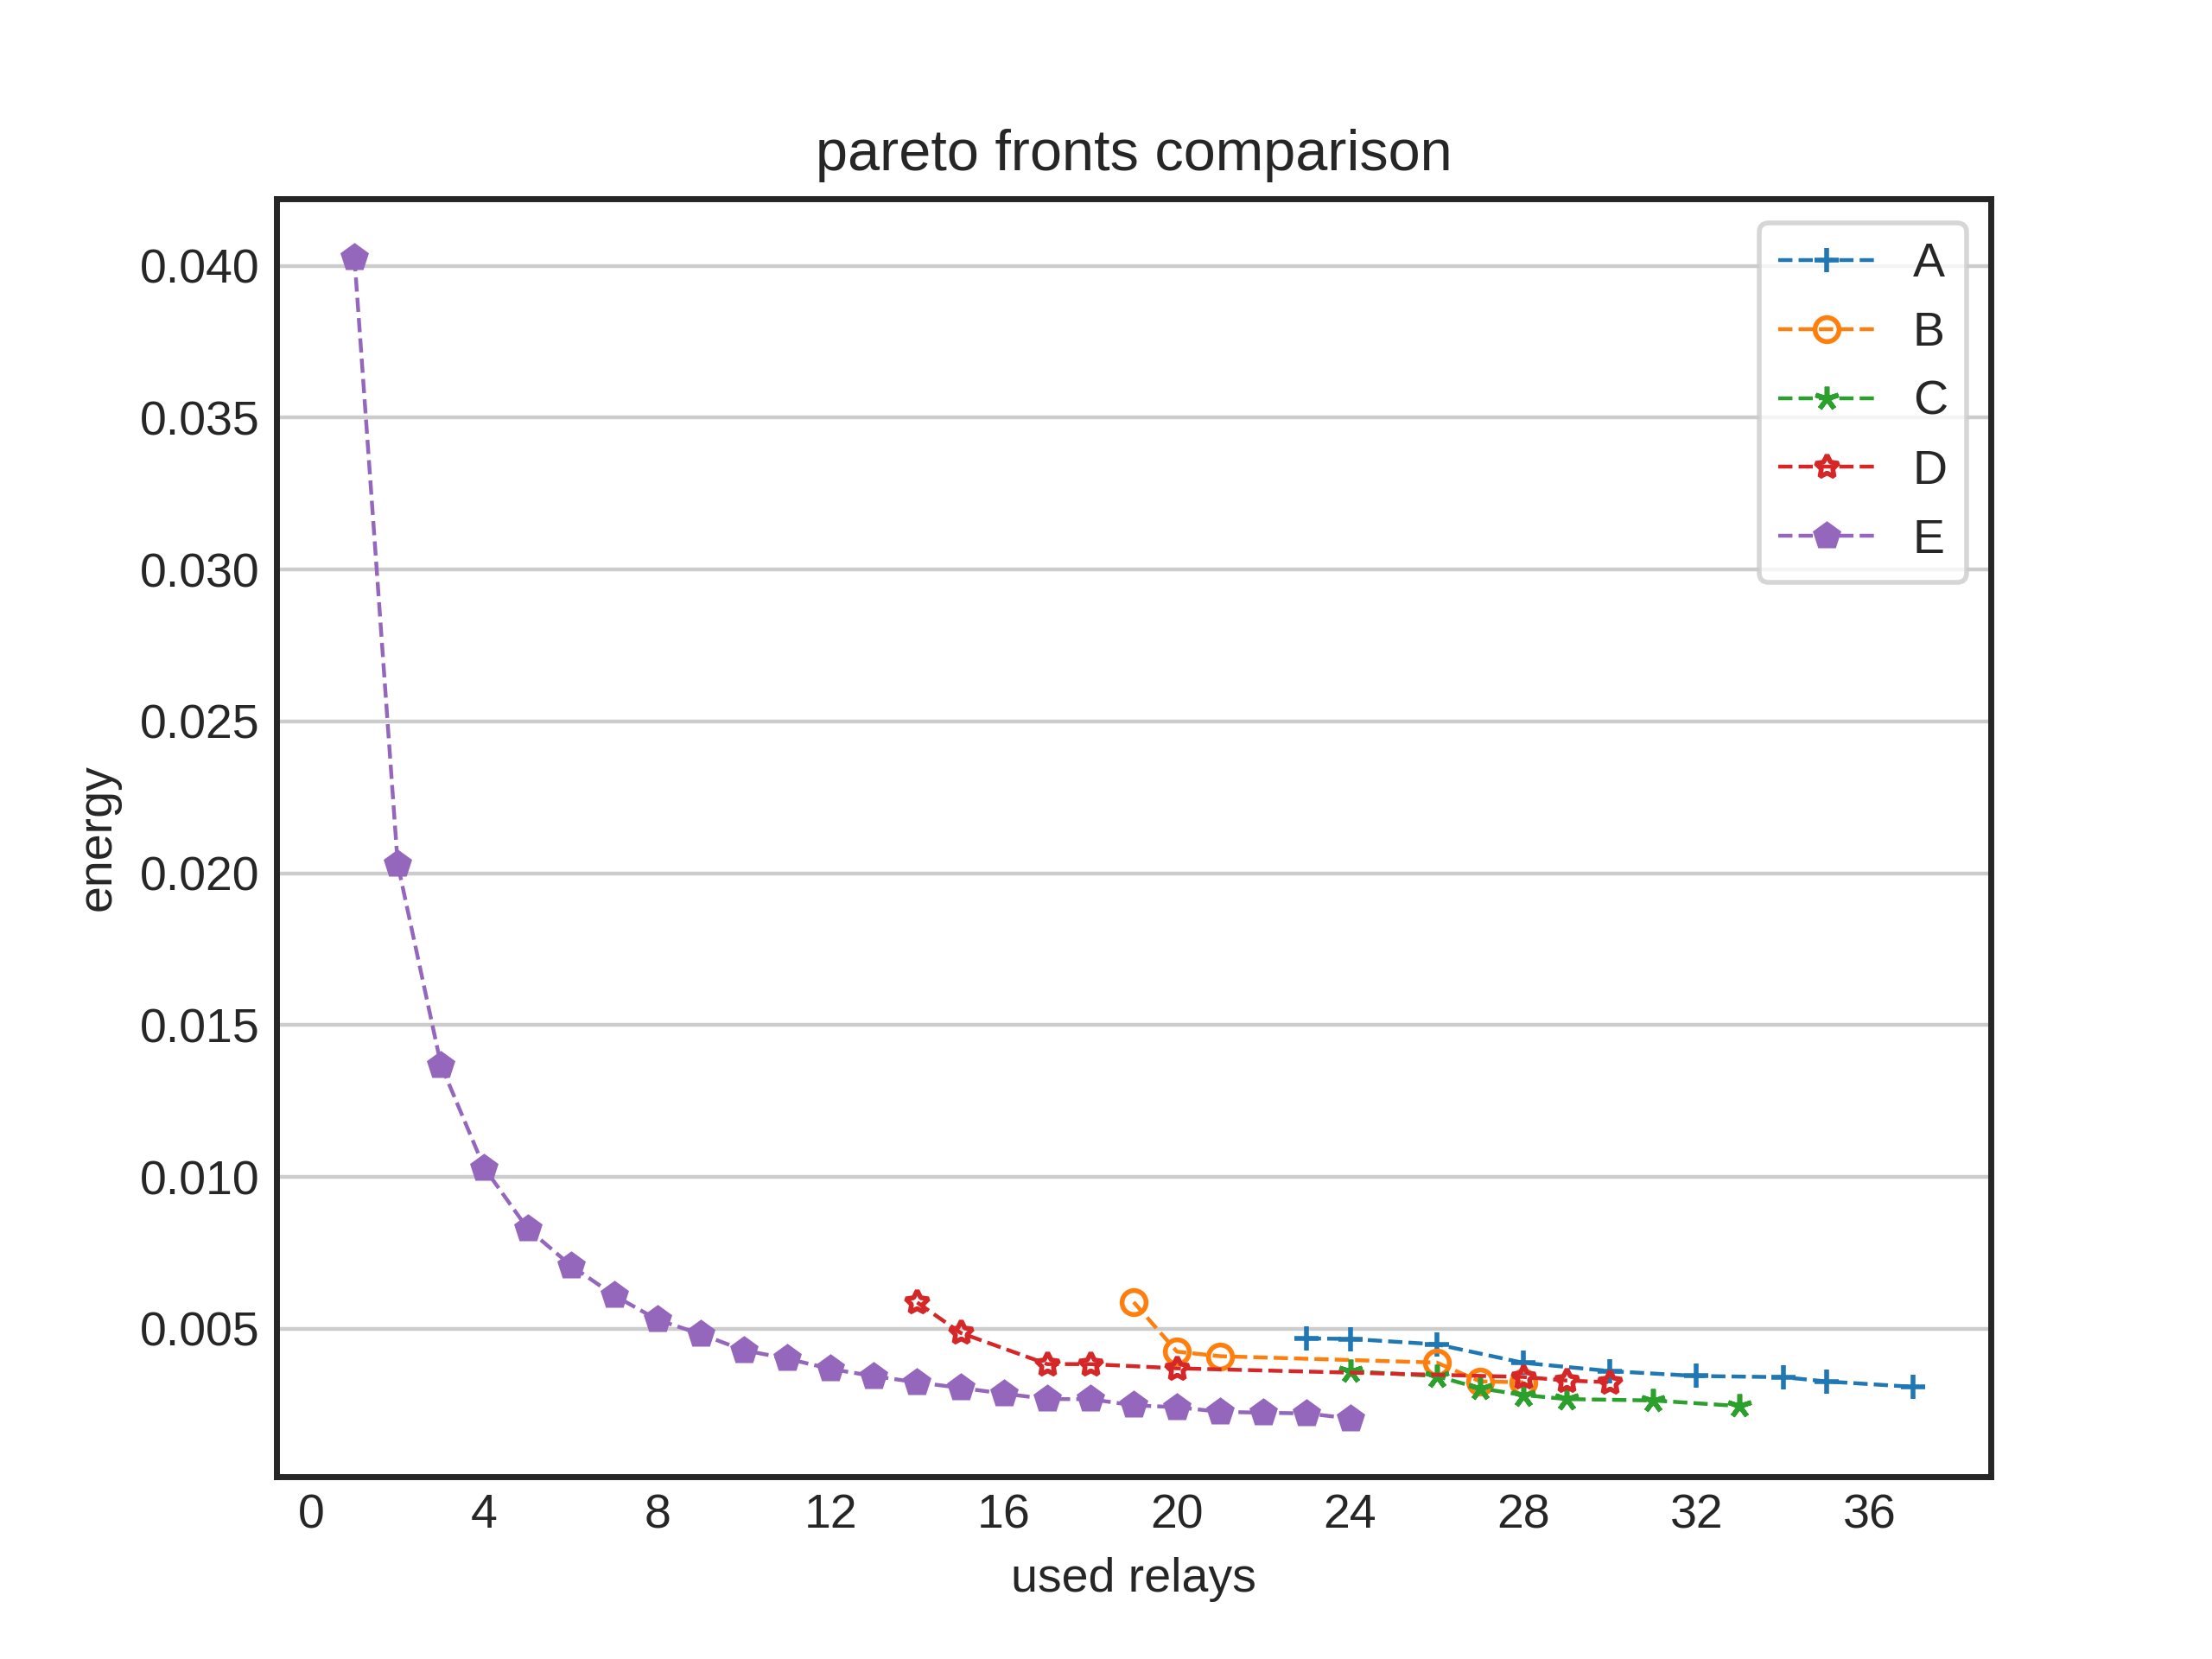 pareto fronts comparison
A
B
C
D
E
0.040
0.035
0.030
0.025
0.020
0.015
0.010
0.005
energy
0 4 8 12 16 20 24 28 32 36
used relays